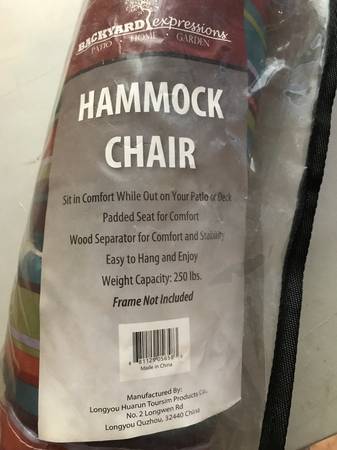 BACKYARD expressions
PATIO · HOME · GARDEN
HAMMOCK
CHAIR
Sit in Comfort While Out on Your Patio or Deck
Padded Seat for Comfort
Wood Separator for Comfort and Stability
Easy to Hang and Enjoy
Weight Capacity: 250 lbs.
Frame Not Included
Made in China
Manufactured By:
Longyou Huarun Toursim Products
No. 2 Longwen Rd
Longyou Quzhou, 32440 China